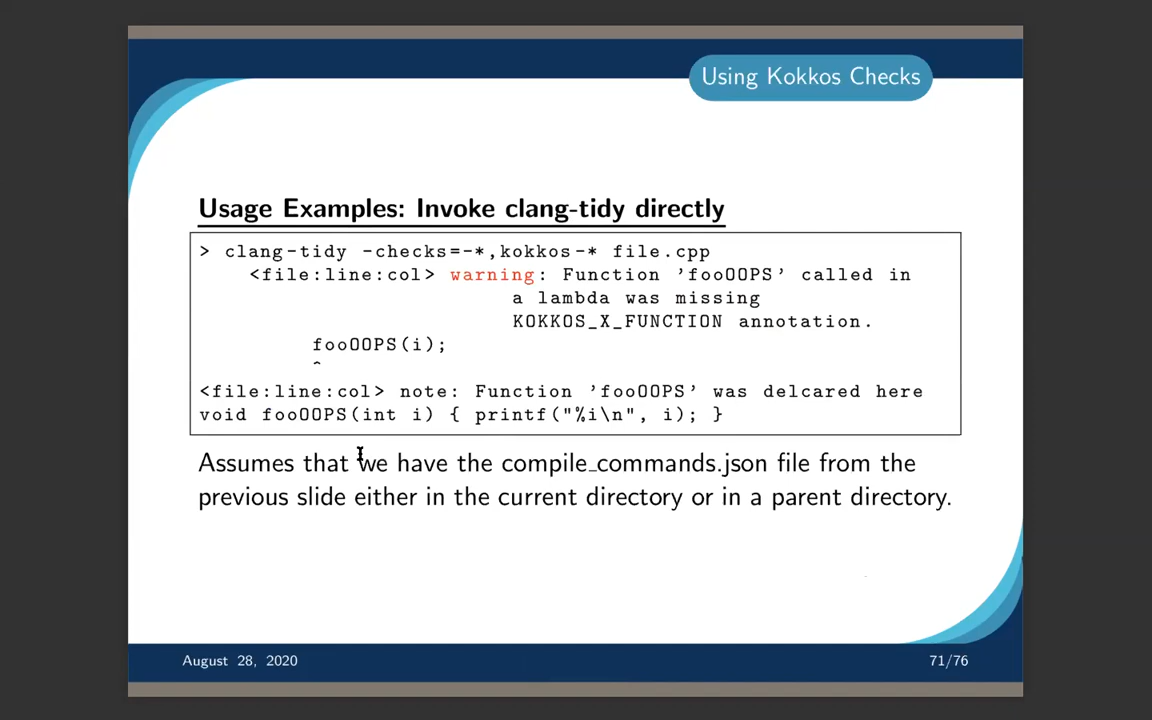 Using Kokkos Checks
Usage Examples: Invoke clang-tidy directly
> clang-tidy -checks=-*,kokkos-* file.cpp
<file:line:col> warning: Function 'fooOOPS' called in
a lambda was missing
KOKKOS_X_FUNCTION annotation.
fooOOPS(i);
^
<file:line:col> note: Function 'fooOOPS' was delcared here
void fooOOPS(int i) { printf("%i\n", i); }
Assumes that we have the compile_commands.json file from the
previous slide either in the current directory or in a parent directory.
August 28, 2020
71/76